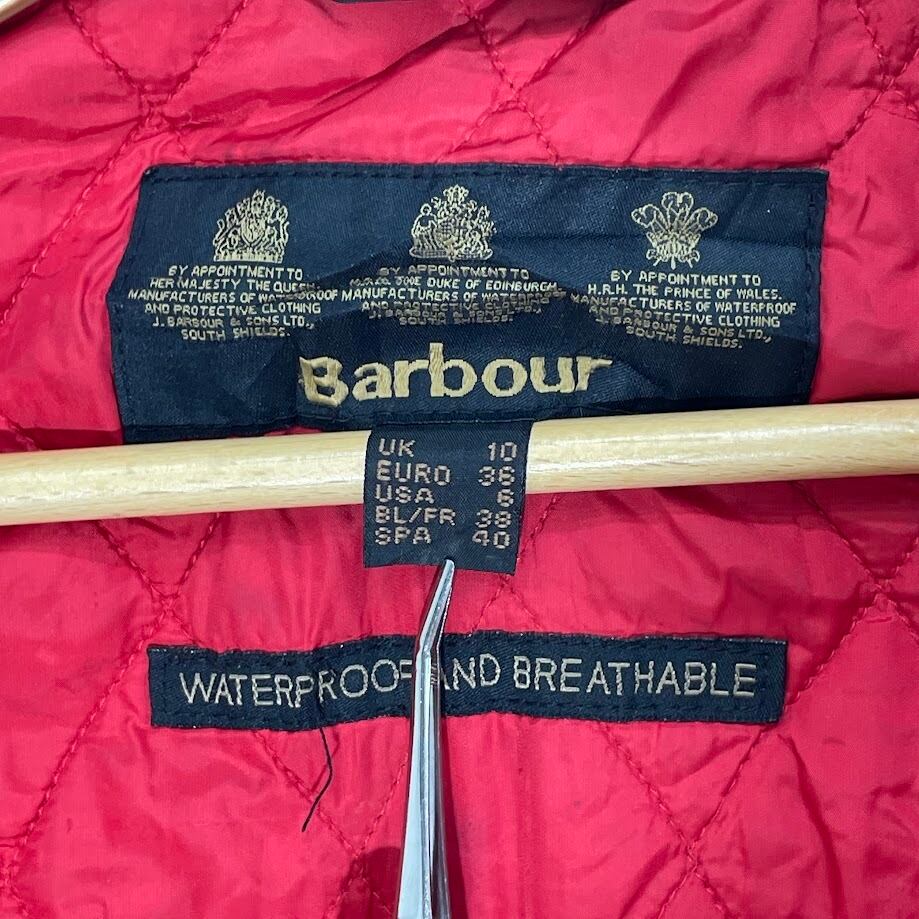 BY APPOINTMENT TO
HER MAJESTY THE QUEEN
MANUFACTURERS OF WATERPROOF
AND PROTECTIVE CLOTHING
J. BARBOUR & SONS LTD.,
SOUTH SHIELDS.
BY APPOINTMENT TO
H.R.H. THE DUKE OF EDINBURGH
MANUFACTURERS OF WATERPROOF
AND PROTECTIVE CLOTHING
J. BARBOUR & SONS LTD.,
SOUTH SHIELDS
BY APPOINTMENT TO
H.R.H. THE PRINCE OF WALES.
MANUFACTURERS OF WATERPROOF
AND PROTECTIVE CLOTHING
J. BARBOUR & SONS LTD.,
SOUTH SHIELDS.
Barbour
UK 10
EURO 36
USA 6
BL/FR 38
SPA 40
WATERPROOF AND BREATHABLE